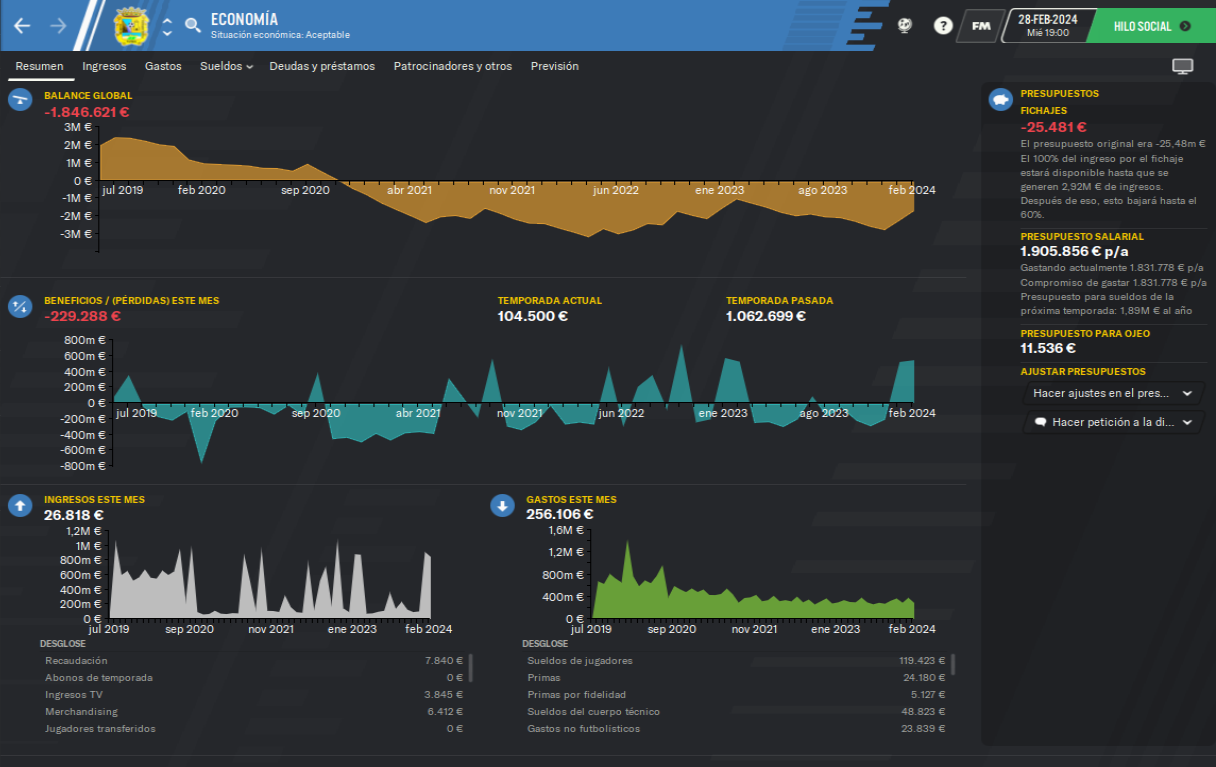 ECONOMÍA
Situación económica: Aceptable
?
FM
28-FEB-2024
Mié 19:00
HILO SOCIAL
Resumen
Ingresos
Gastos
Sueldos
Deudas y préstamos
Patrocinadores y otros
Previsión
BALANCE GLOBAL
-1.846.621 €
3M €
2M €
1M €
0 €
-1M €
-2M €
-3M €
jul 2019
feb 2020
sep 2020
abr 2021
nov 2021
jun 2022
ene 2023
ago 2023
feb 2024
BENEFICIOS / (PÉRDIDAS) ESTE MES
-229.288 €
TEMPORADA ACTUAL
104.500 €
TEMPORADA PASADA
1.062.699 €
800m €
600m €
400m €
200m €
0 €
-200m €
-400m €
-600m €
-800m €
jul 2019
feb 2020
sep 2020
abr 2021
nov 2021
jun 2022
ene 2023
ago 2023
feb 2024
INGRESOS ESTE MES
26.818 €
1,2M €
1M €
800m €
600m €
400m €
200m €
0 €
jul 2019
sep 2020
nov 2021
ene 2023
feb 2024
DESGLOSE
Recaudación 7.840 €
Abonos de temporada 0 €
Ingresos TV 3.845 €
Merchandising 6.412 €
Jugadores transferidos 0 €
GASTOS ESTE MES
256.106 €
1,6M €
1,2M €
800m €
400m €
0 €
jul 2019
sep 2020
nov 2021
ene 2023
feb 2024
DESGLOSE
Sueldos de jugadores 119.423 €
Primas 24.180 €
Primas por fidelidad 5.127 €
Sueldos del cuerpo técnico 48.823 €
Gastos no futbolísticos 23.839 €
PRESUPUESTOS
FICHAJES
-25.481 €
El presupuesto original era -25,48m €
El 100% del ingreso por el fichaje
estará disponible hasta que se
generen 2,92M € de ingresos.
Después de eso, esto bajará hasta el
60%.
PRESUPUESTO SALARIAL
1.905.856 € p/a
Gastando actualmente 1.831.778 € p/a
Compromiso de gastar 1.831.778 € p/a
Presupuesto para sueldos de la
próxima temporada: 1,89M € al año
PRESUPUESTO PARA OJEO
11.536 €
AJUSTAR PRESUPUESTOS
Hacer ajustes en el pres...
Hacer petición a la di...